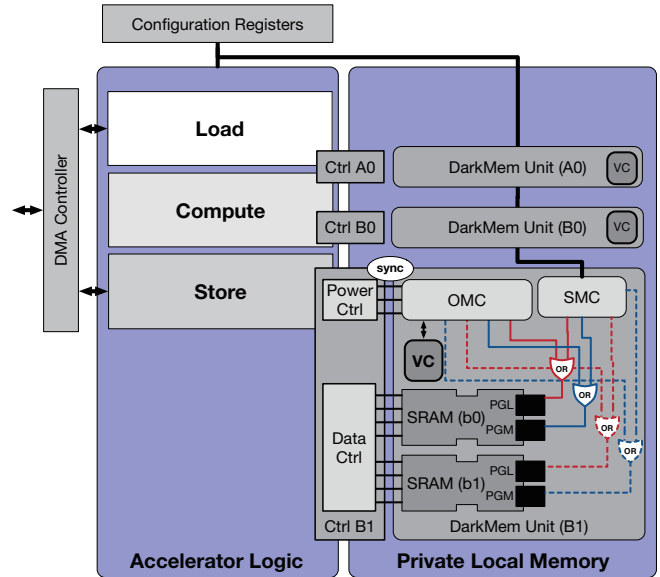 Configuration Registers
DMA Controller
Load
Compute
Store
Ctrl A0
Ctrl B0
DarkMem Unit (A0)
VC
DarkMem Unit (B0)
VC
sync
Power
Ctrl
OMC
SMC
VC
OR
OR
OR
OR
Data
Ctrl
SRAM (b0)
PGL
PGM
SRAM (b1)
PGL
PGM
Ctrl B1
DarkMem Unit (B1)
Accelerator Logic
Private Local Memory